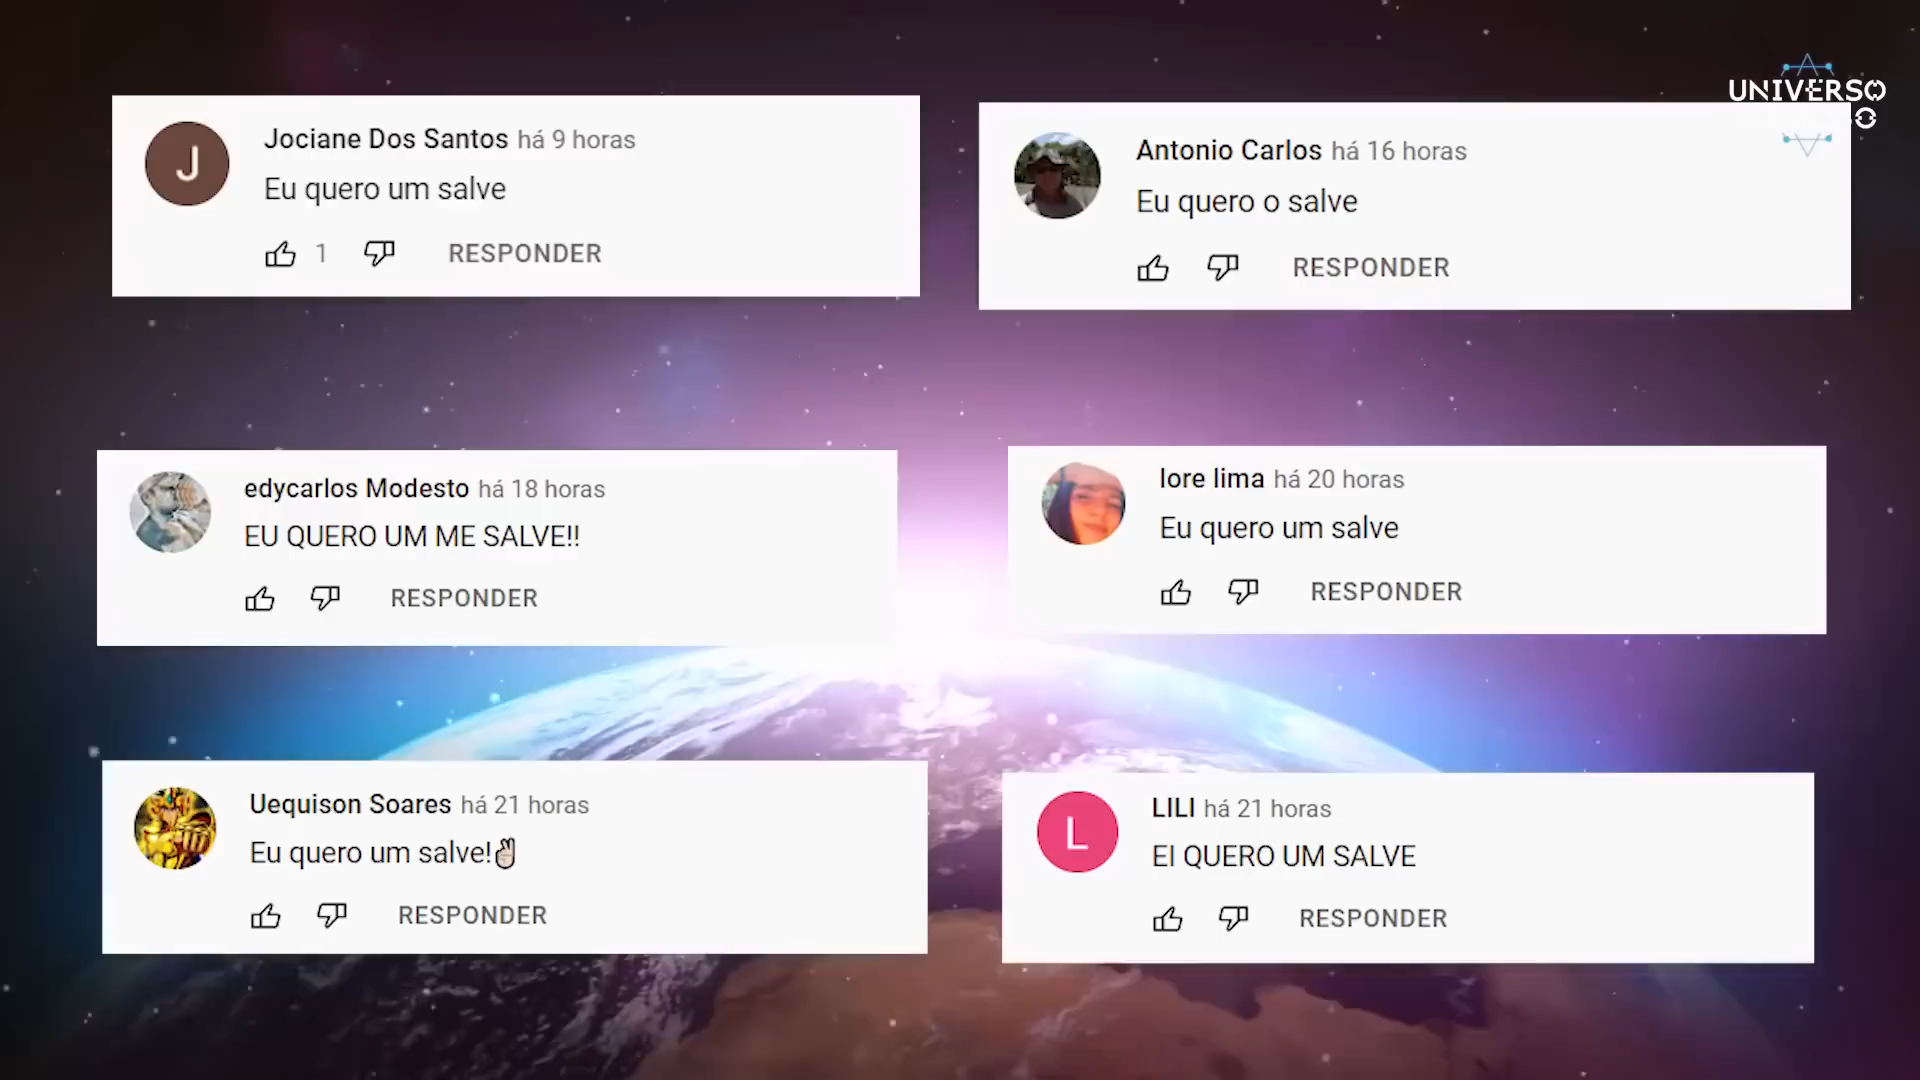 UNIVERSO
Jociane Dos Santos há 9 horas
Eu quero um salve
1 RESPONDER
Antonio Carlos há 16 horas
Eu quero o salve
RESPONDER
edycarlos Modesto há 18 horas
EU QUERO UM ME SALVE!!
RESPONDER
lore lima há 20 horas
Eu quero um salve
RESPONDER
Uequison Soares há 21 horas
Eu quero um salve!✌🏻
RESPONDER
LILI há 21 horas
EI QUERO UM SALVE
RESPONDER